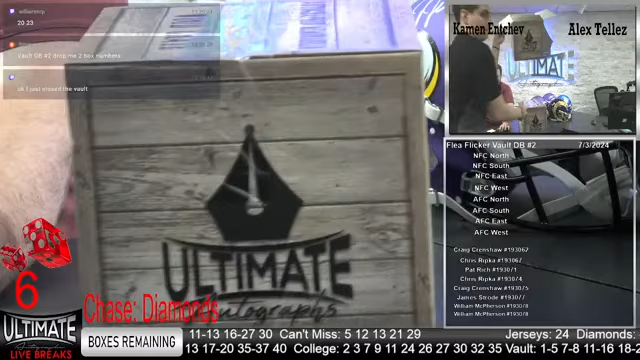 williamcmp
20 23
Vault DB #2 drop me 2 box numbers
ok I just closed the vault
Kamen Entchev
Alex Tellez
ULTIMATE
Flea Flicker Vault DB #2 7/3/2024
NFC North
NFC South
NFC East
NFC West
AFC North
AFC South
AFC East
AFC West
Craig Crenshaw #193062
Chris Ripka #193067
Pat Rich #193071
Chris Ripka #193074
Craig Crenshaw #193075
James Strode #193077
William McPherson #193078
William McPherson #193078
ULTIMATE
Autographs
6
Chase: Diamonds
ULTIMATE
LIVE BREAKS
BOXES REMAINING
11-13 16-27 30 Can't Miss: 5 12 13 21 29 Jerseys: 24 Diamonds:
13 17-20 35-37 40 College: 2 3 7 9 11 24 26 27 30 32 35 Vault: 1-5 7-8 11-16 18-2